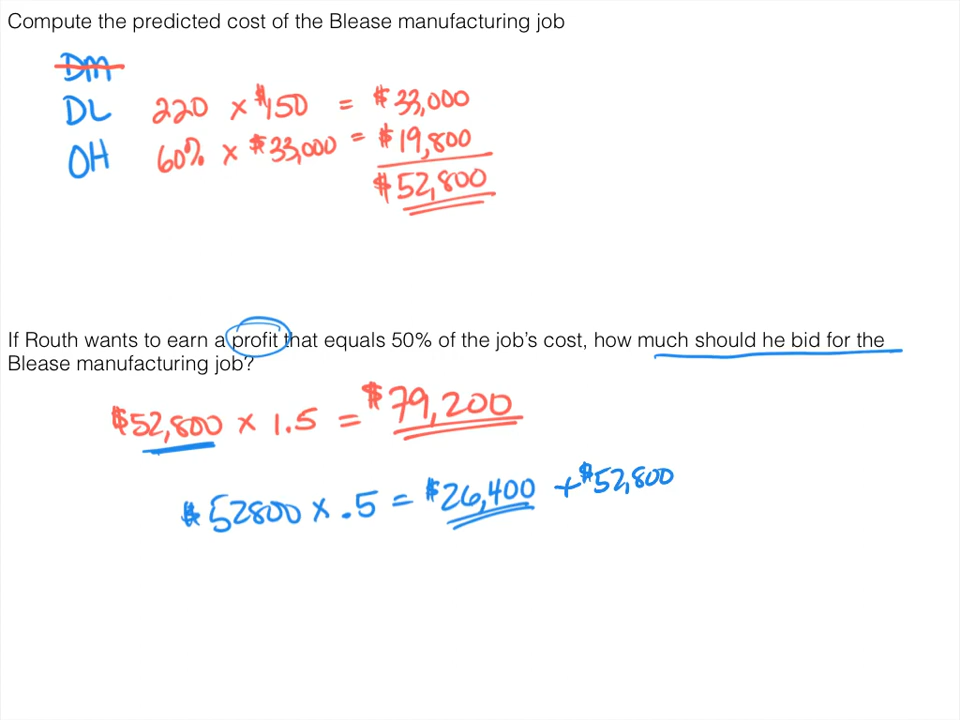 Compute the predicted cost of the Blease manufacturing job
DM
DL 220 x $150 = $33,000
OH 60% x $33,000 = $19,800
$52,800
If Routh wants to earn a profit that equals 50% of the job's cost, how much should he bid for the
Blease manufacturing job?
$52,800 x 1.5 = $79,200
$52800 x .5 = $26,400 + $52,800